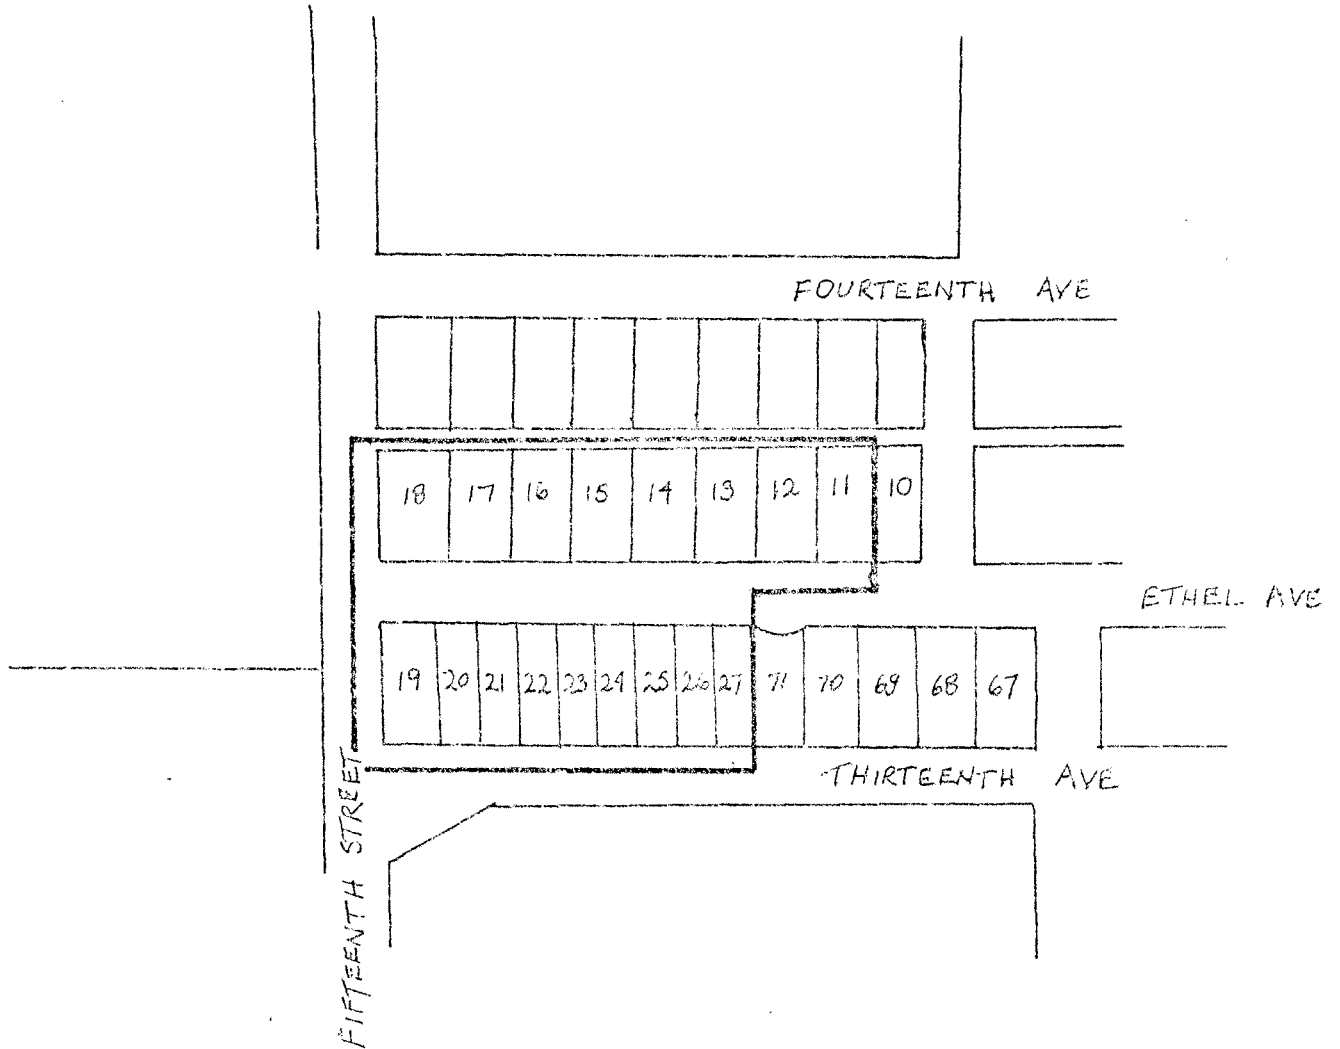 FOURTEENTH AVE
18 17 16 15 14 13 12 11 10
ETHEL AVE
19 20 21 22 23 24 25 26 27 71 70 69 68 67
THIRTEENTH AVE
FIFTEENTH STREET